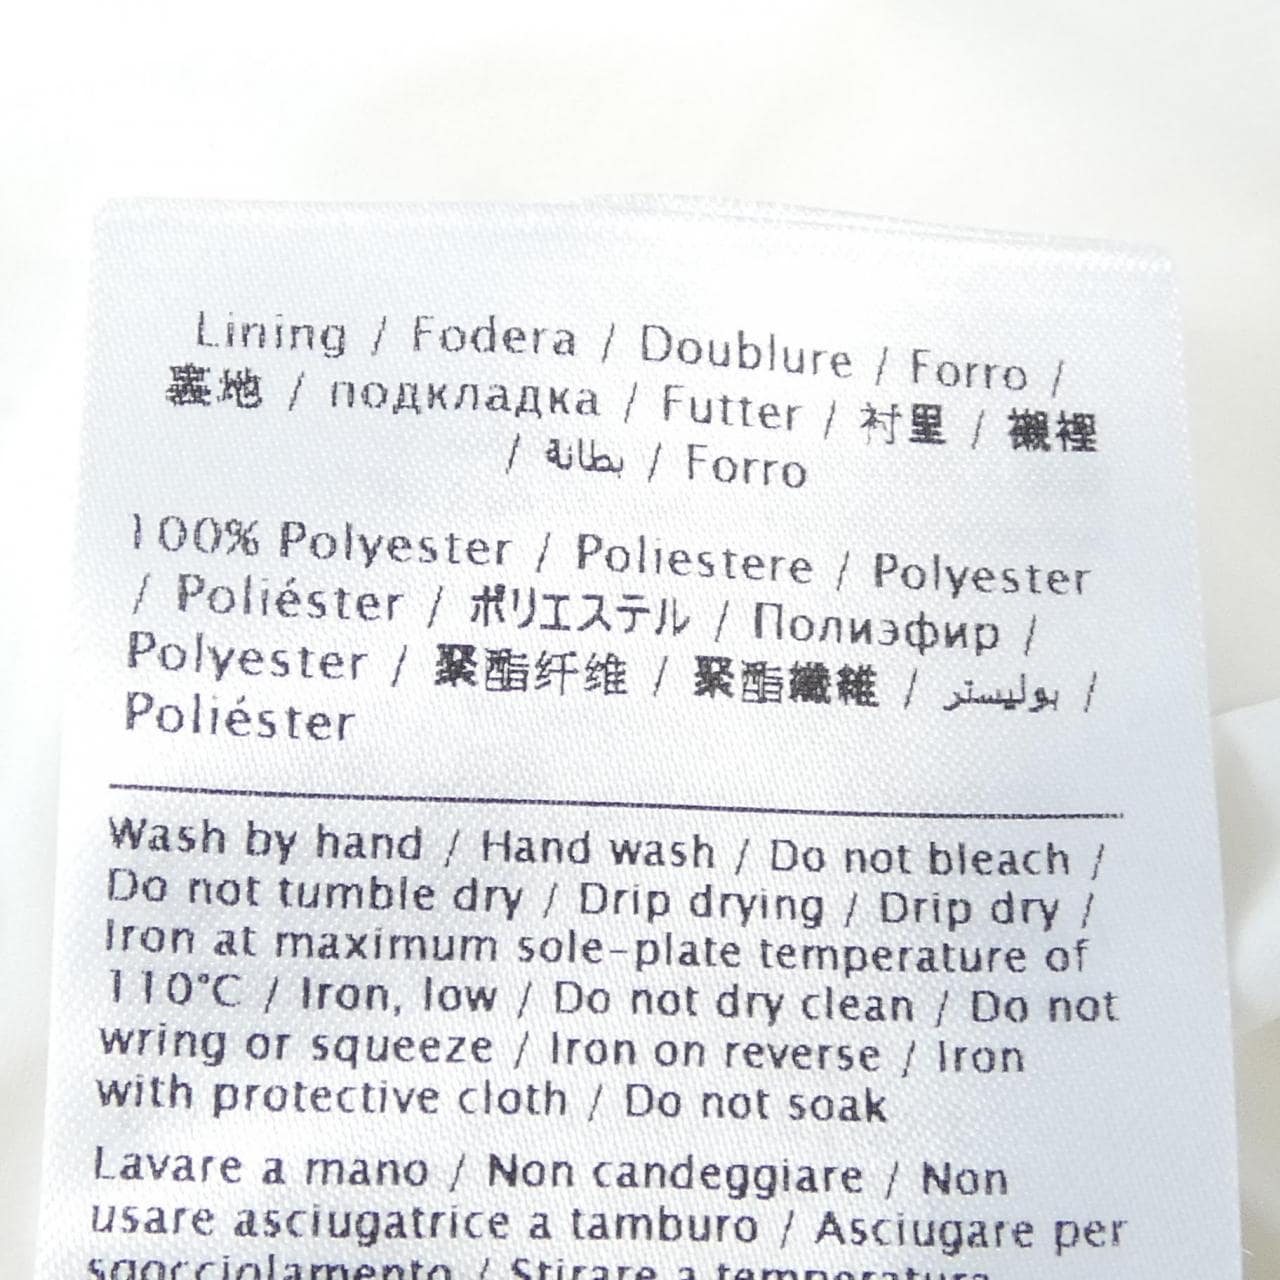 Lining / Fodera / Doublure / Forro /
裏地 / подкладка / Futter / 衬里 / 襯裡
/ بطانة / Forro
100% Polyester / Poliestere / Polyester
/ Poliéster / ポリエステル / Полиэфир /
Polyester / 聚酯纤维 / 聚酯纖維 / بوليستر /
Poliéster
Wash by hand / Hand wash / Do not bleach /
Do not tumble dry / Drip drying / Drip dry /
Iron at maximum sole-plate temperature of
110°C / Iron, low / Do not dry clean / Do not
wring or squeeze / Iron on reverse / Iron
with protective cloth / Do not soak
Lavare a mano / Non candeggiare / Non
usare asciugatrice a tamburo / Asciugare per
sgocciolamento / Stirare a temperatura